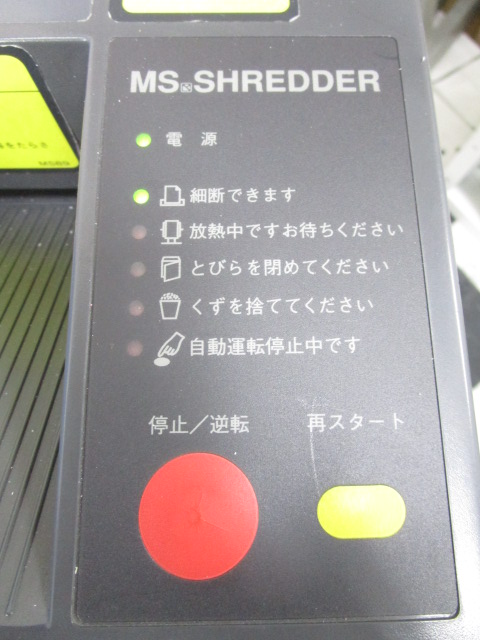 MS SHREDDER
電源
細断できます
放熱中ですお待ちください
とびらを閉めてください
くずを捨ててください
自動運転停止中です
停止／逆転
再スタート